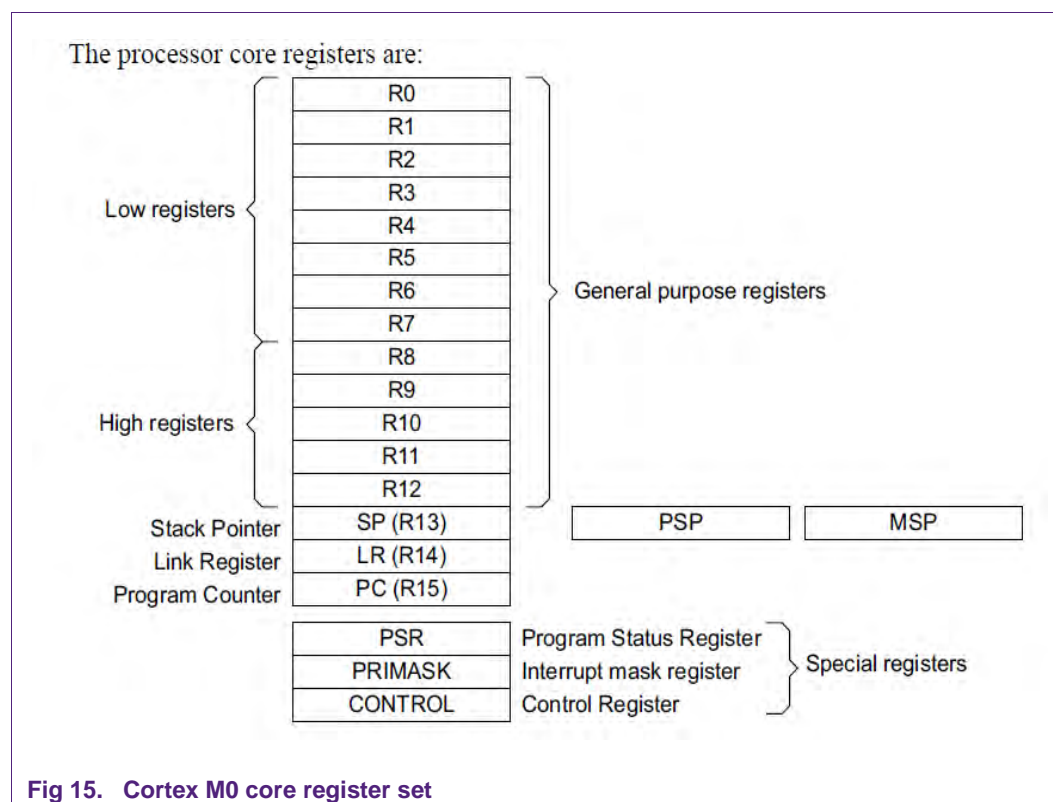 The processor core registers are:
R0
R1
R2
R3
Low registers
R4
R5
R6
General purpose registers
R7
R8
R9
High registers
R10
R11
R12
Stack Pointer SP (R13) PSP MSP
Link Register LR (R14)
Program Counter PC (R15)
PSR Program Status Register
PRIMASK Interrupt mask register Special registers
CONTROL Control Register
Fig 15. Cortex M0 core register set